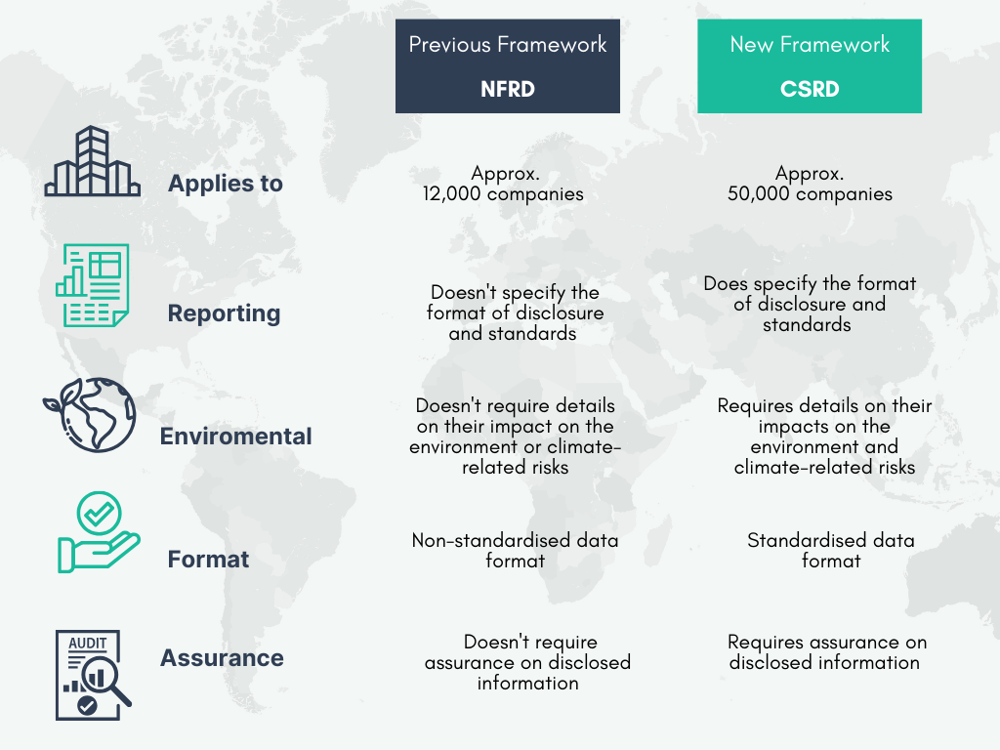 Previous Framework
NFRD
New Framework
CSRD
Applies to
Approx.
12,000 companies
Approx.
50,000 companies
Reporting
Doesn't specify the
format of disclosure
and standards
Does specify the format
of disclosure and
standards
Enviromental
Doesn't require details
on their impact on the
environment or climate-
related risks
Requires details on their
impacts on the
environment and
climate-related risks
Format
Non-standardised data
format
Standardised data
format
AUDIT
Assurance
Doesn't require
assurance on disclosed
information
Requires assurance on
disclosed information